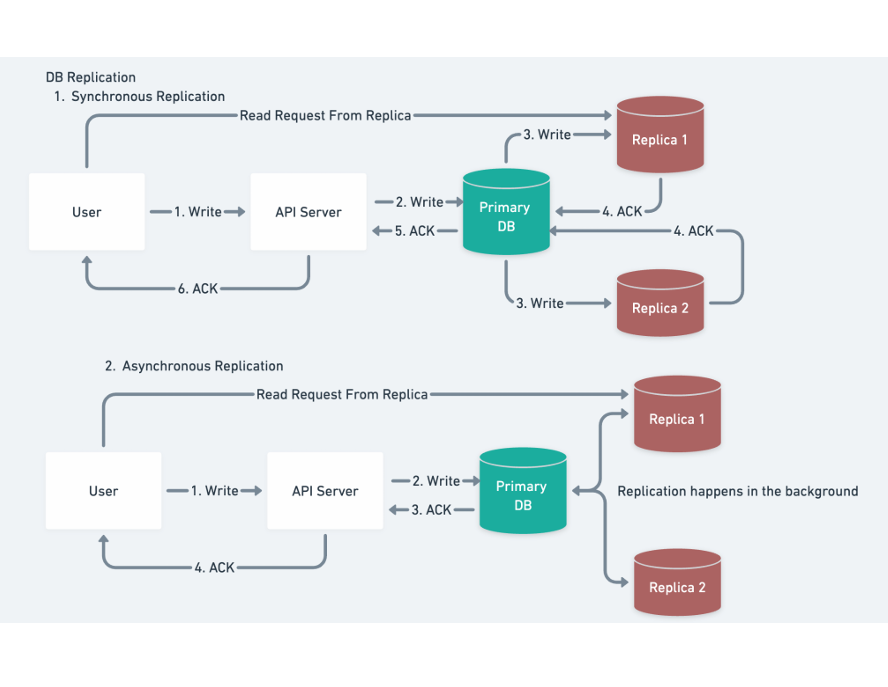 DB Replication
1. Synchronous Replication
Read Request From Replica
3. Write
Replica 1
User
1. Write
API Server
2. Write
Primary
DB
4. ACK
5. ACK
4. ACK
6. ACK
3. Write
Replica 2
2. Asynchronous Replication
Read Request From Replica
Replica 1
User
1. Write
API Server
2. Write
Primary
DB
3. ACK
Replication happens in the background
4. ACK
Replica 2